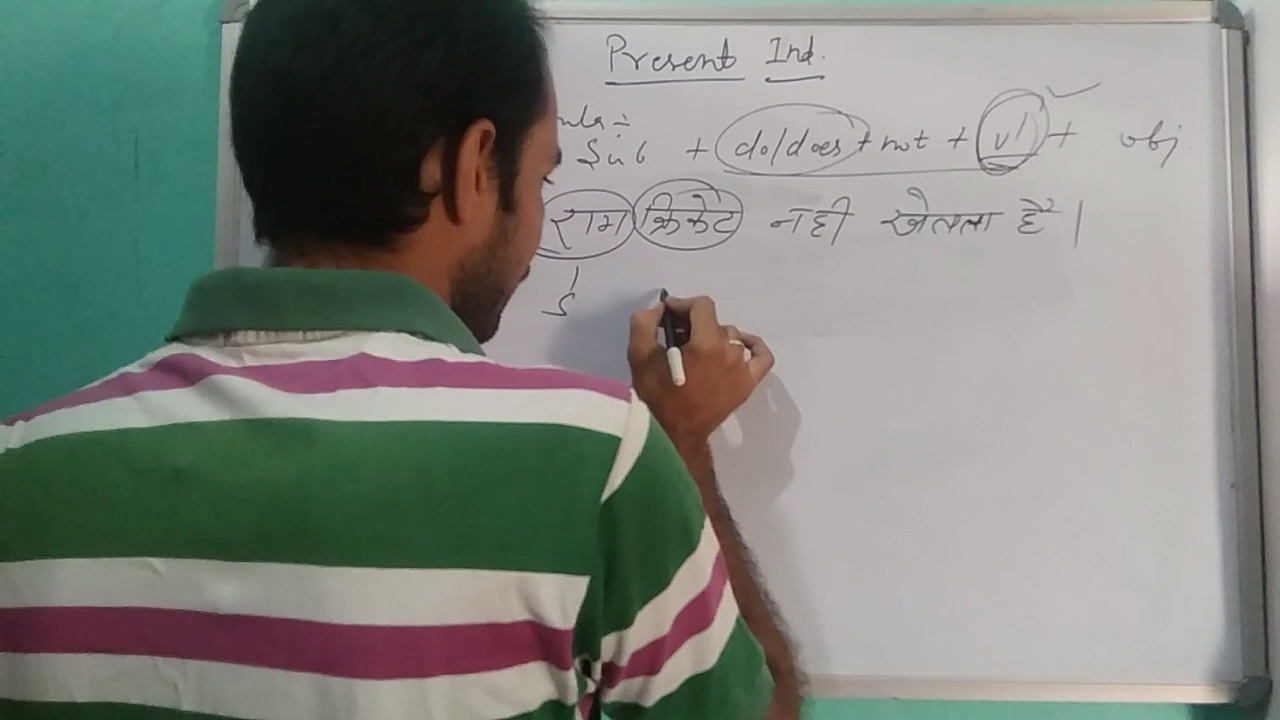 Present Ind.
Sub + do/does + not + v1 + obj
राम क्रिकेट नही खेलता है।
S